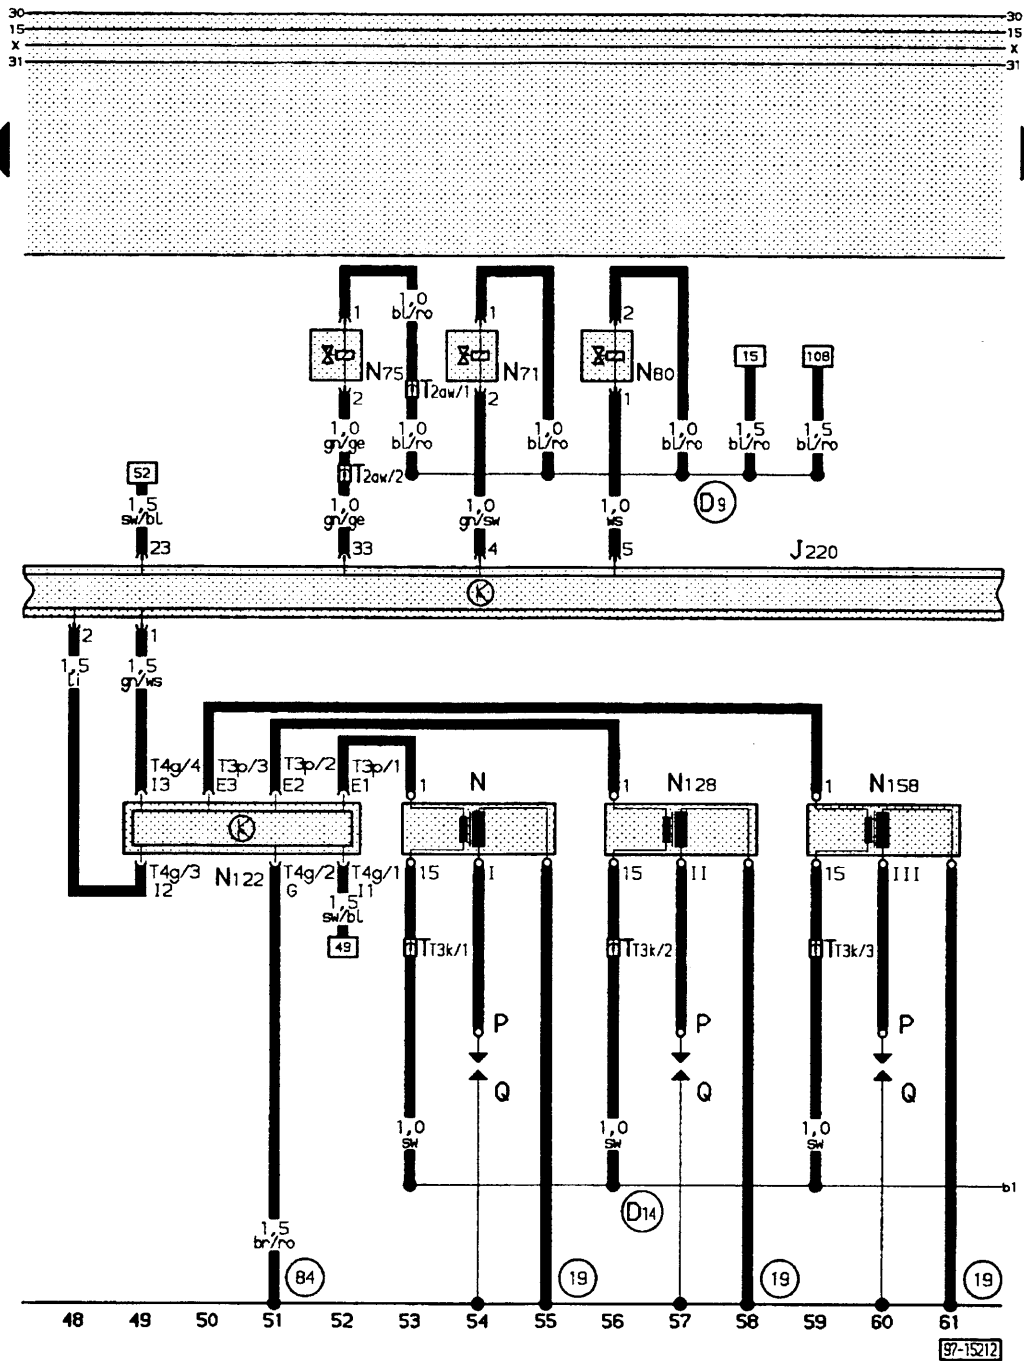 30 30
15 15
X X
31 31
1 1,0 bl/ro 1 2
N75 N71 N80 15 108
T2aw/1
2 2 1
1,0 gn/ge 1,0 bl/ro 1,0 bl/ro 1,0 bl/ro 1,5 bl/ro 1,5 bl/ro
52 T2aw/2
D9
1,5 sw/bl 1,0 gn/ge 1,0 gn/sw 1,0 ws
23 33 4 5 J220
2 1
1,5 li 1,5 gn/ws
T4g/4 T3p/3 T3p/2 T3p/1
I3 E3 E2 E1 1 N 1 N128 1 N158
T4g/3 N122 T4g/2 T4g/1 15 I 15 II 15 III
I2 G I1
1,5 sw/bl
49 TT3k/1 TT3k/2 TT3k/3
P P P
Q Q Q
1,0 sw 1,0 sw 1,0 sw
b1
D14
1,5 br/ro
84 19 19 19
48 49 50 51 52 53 54 55 56 57 58 59 60 61
97-15212